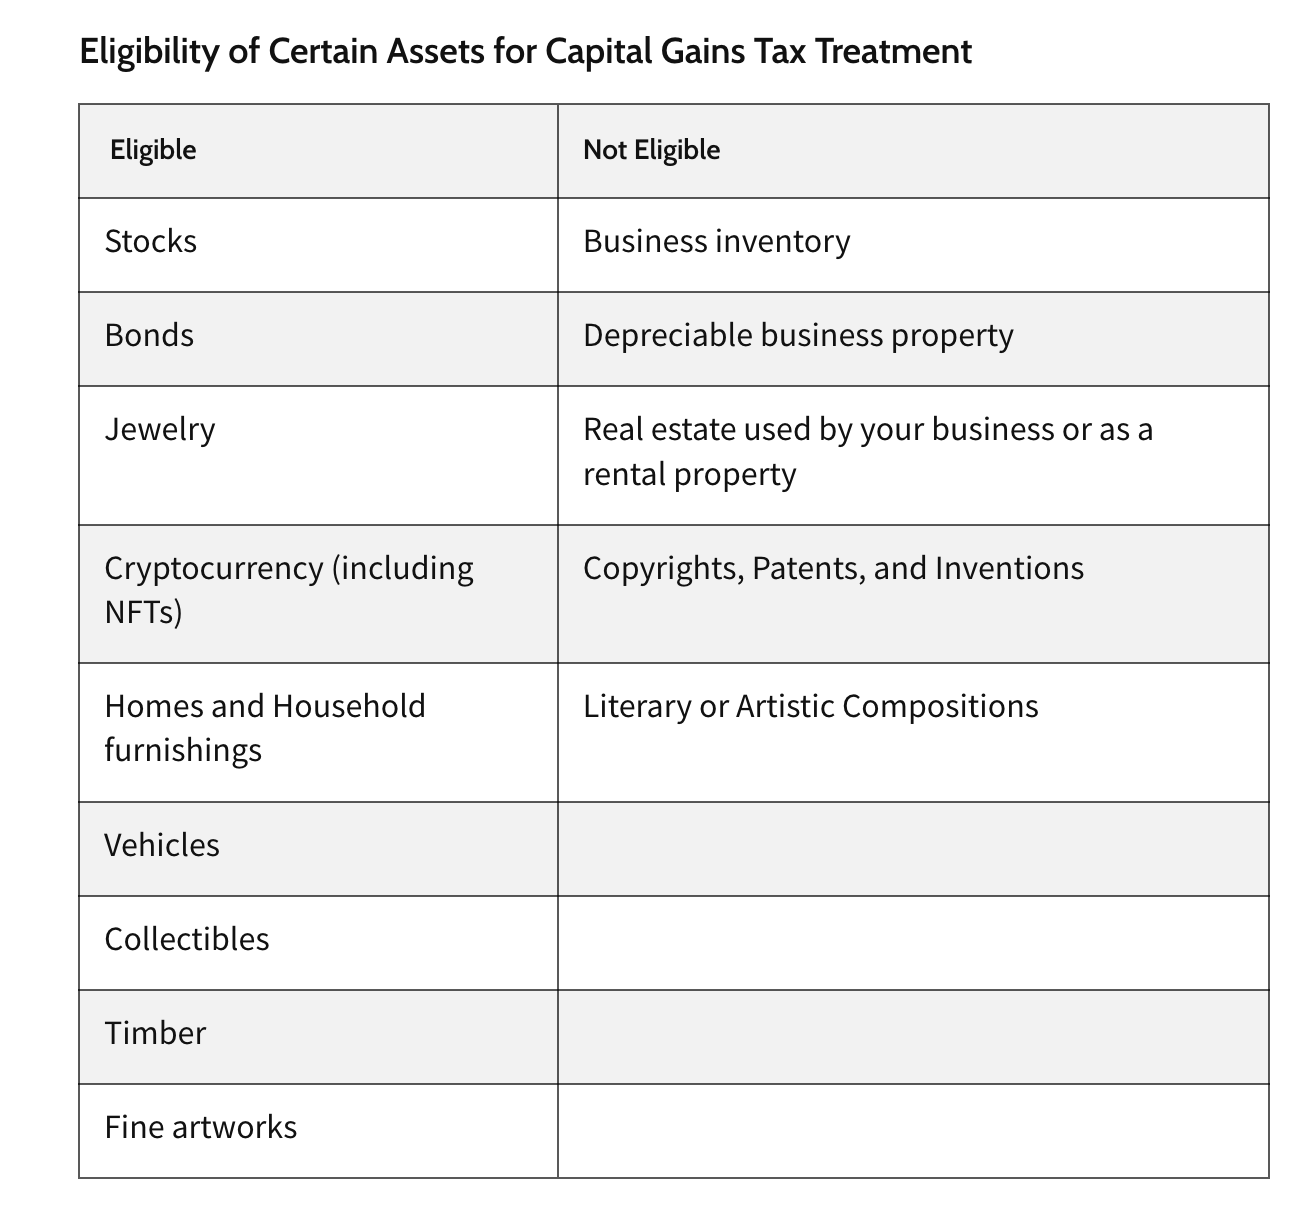 Eligibility of Certain Assets for Capital Gains Tax Treatment
Eligible
Not Eligible
Stocks
Business inventory
Bonds
Depreciable business property
Jewelry
Real estate used by your business or as a
rental property
Cryptocurrency (including
NFTs)
Copyrights, Patents, and Inventions
Homes and Household
furnishings
Literary or Artistic Compositions
Vehicles
Collectibles
Timber
Fine artworks